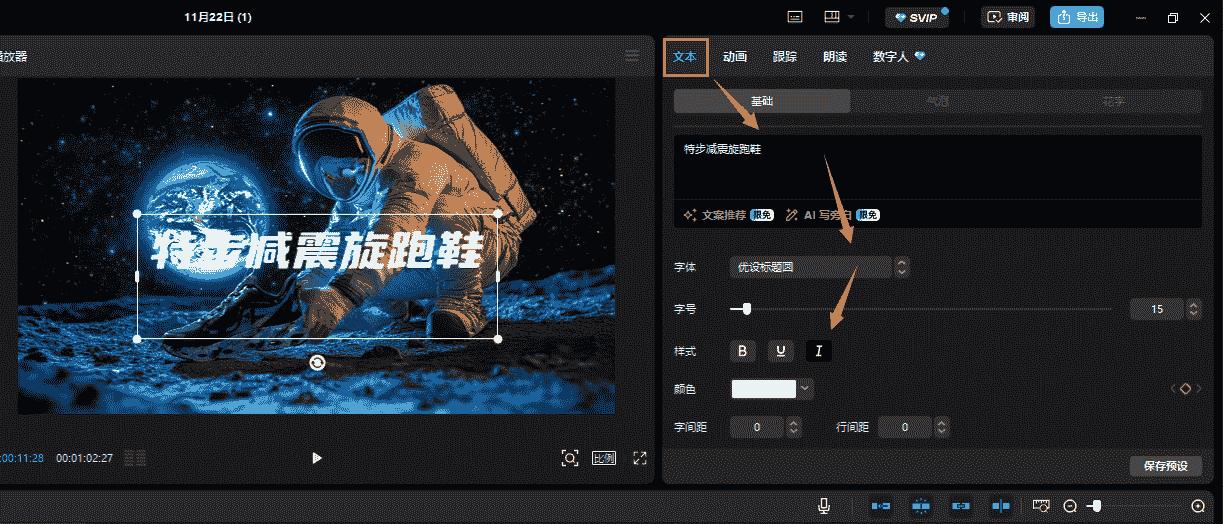 11月22日 (1)
SVIP
审阅
导出
播放器
文本 动画 跟踪 朗读 数字人
基础 气泡 花字
特步减震旋跑鞋
文案推荐 限免 AI 写旁白 限免
特步减震旋跑鞋
字体 优设标题圆
字号 15
样式 B U I
颜色
字间距 0 行间距 0
:00:11:28 00:01:02:27 比例
保存预设